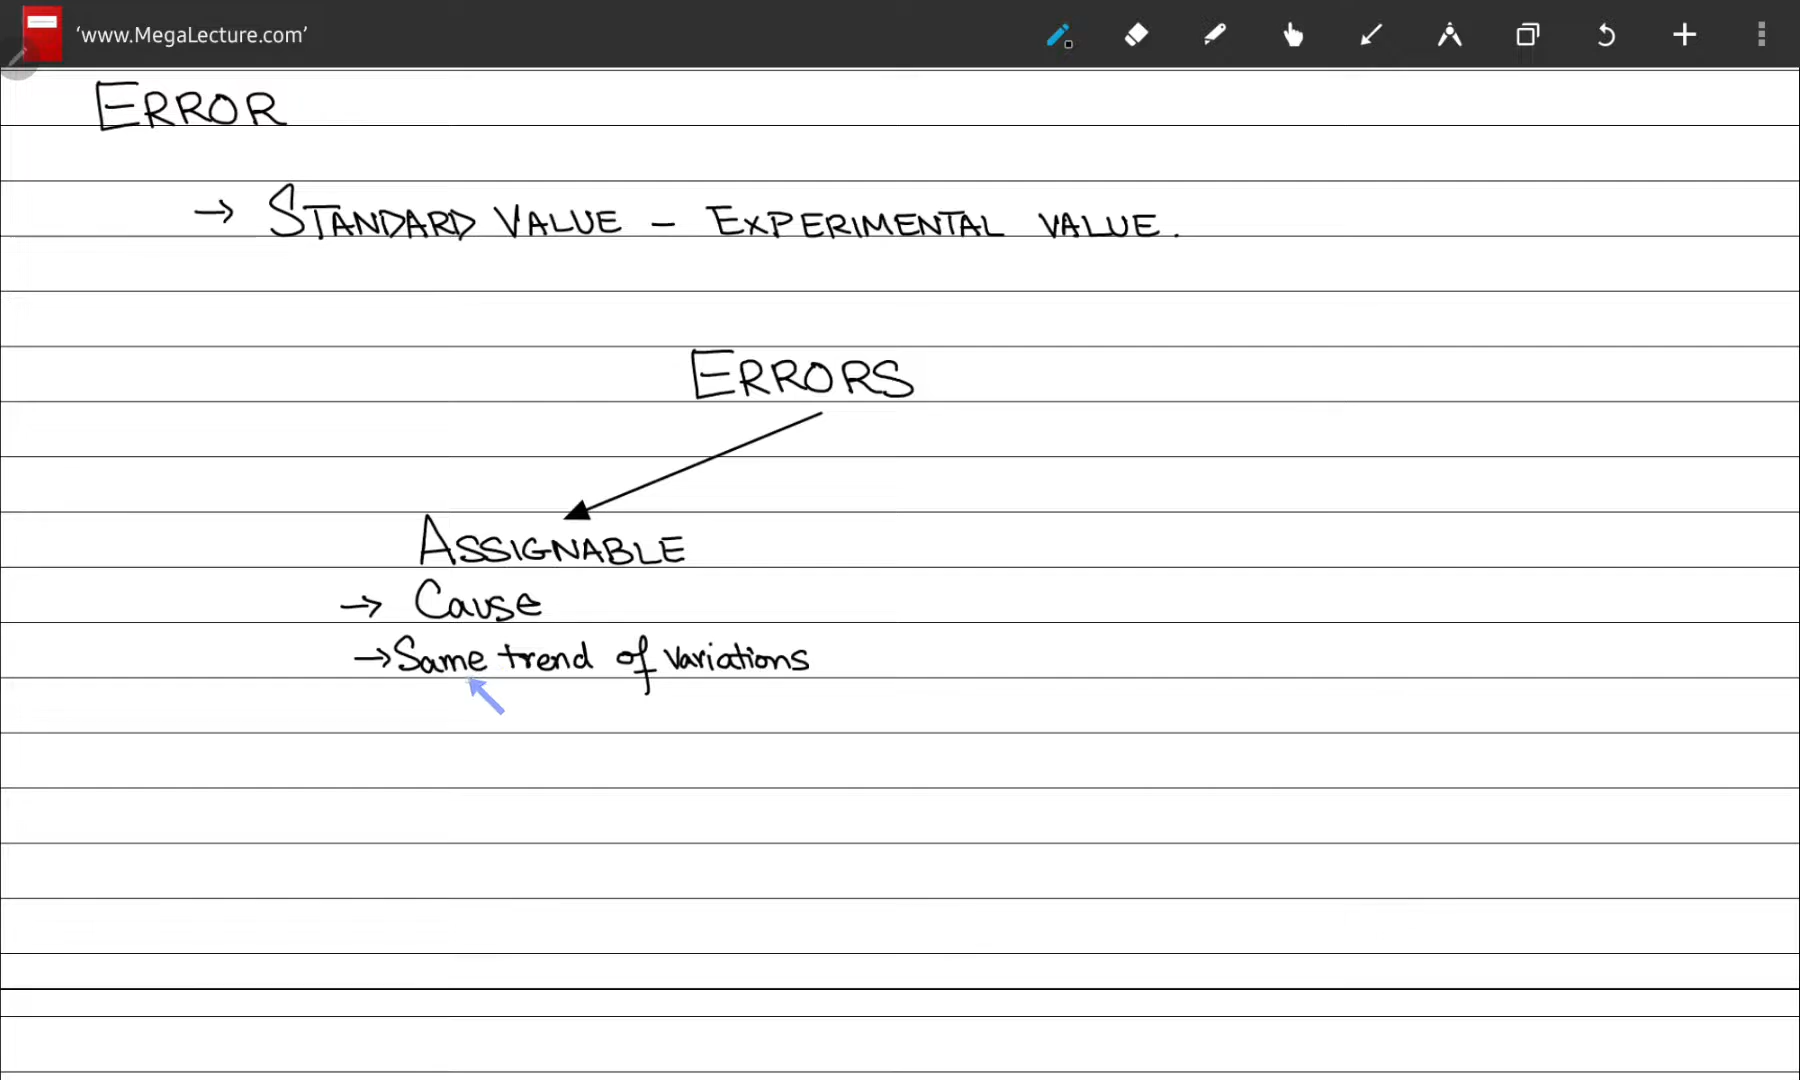 'www.MegaLecture.com'
ERROR
→ STANDARD VALUE – EXPERIMENTAL VALUE.
ERRORS
ASSIGNABLE
→ Cause
→ Same trend of variations